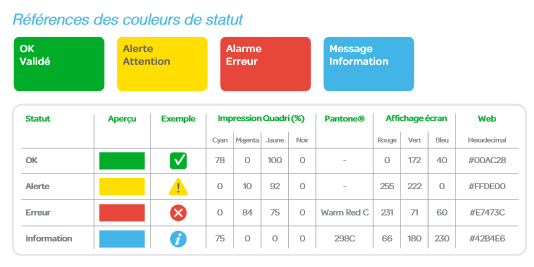 Références des couleurs de statut
OK
Validé
Alerte
Attention
Alarme
Erreur
Message
Information
Statut Aperçu Exemple Impression Quadri (%) Pantone® Affichage écran Web
Cyan Majenta Jaune Noir Rouge Vert Bleu Hexadecimal
OK 78 0 100 0 - 0 172 40 #00AC28
Alerte 0 10 92 0 - 255 222 0 #FFDE00
Erreur 0 84 75 0 Warm Red C 231 71 60 #E7473C
Information 75 0 0 0 298C 66 180 230 #42B4E6